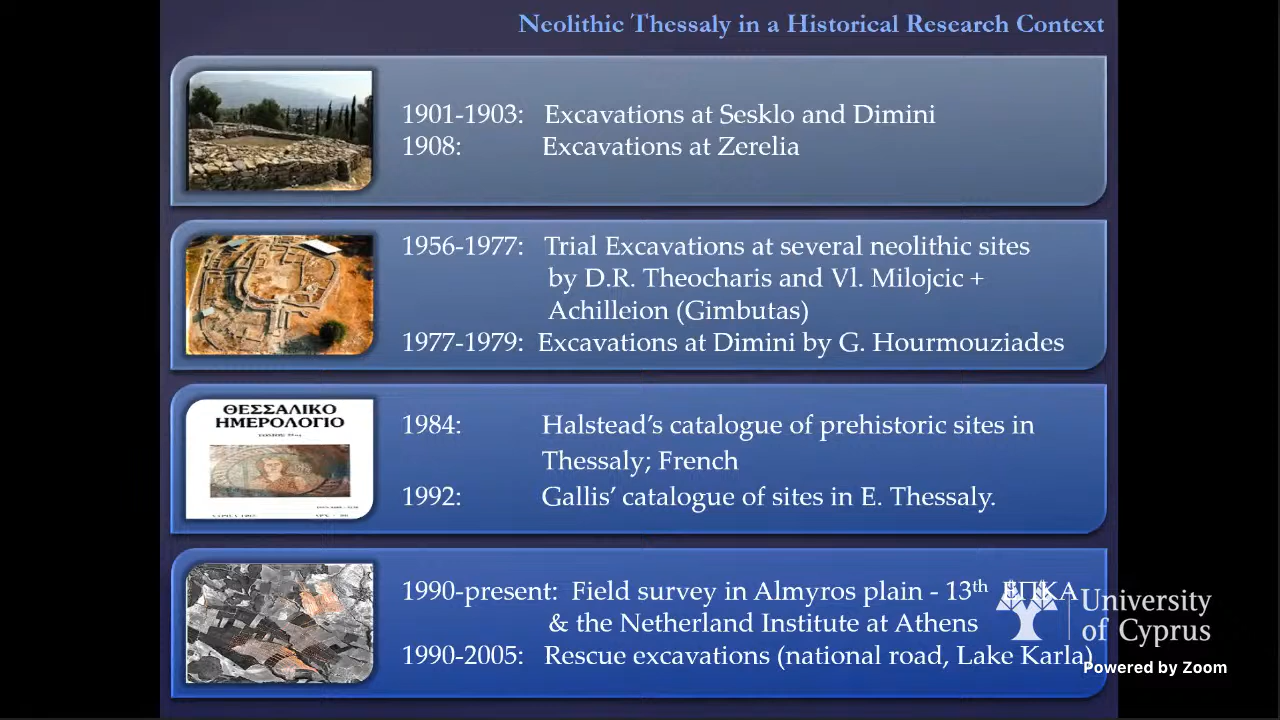 Neolithic Thessaly in a Historical Research Context
1901-1903: Excavations at Sesklo and Dimini
1908: Excavations at Zerelia
1956-1977: Trial Excavations at several neolithic sites
by D.R. Theocharis and Vl. Milojcic +
Achilleion (Gimbutas)
1977-1979: Excavations at Dimini by G. Hourmouziades
ΘΕΣΣΑΛΙΚΟ
ΗΜΕΡΟΛΟΓΙΟ
1984: Halstead's catalogue of prehistoric sites in
Thessaly; French
1992: Gallis' catalogue of sites in E. Thessaly.
1990-present: Field survey in Almyros plain - 13th ΕΠΚΑ
& the Netherland Institute at Athens
1990-2005: Rescue excavations (national road, Lake Karla)
University
of Cyprus
Powered by Zoom